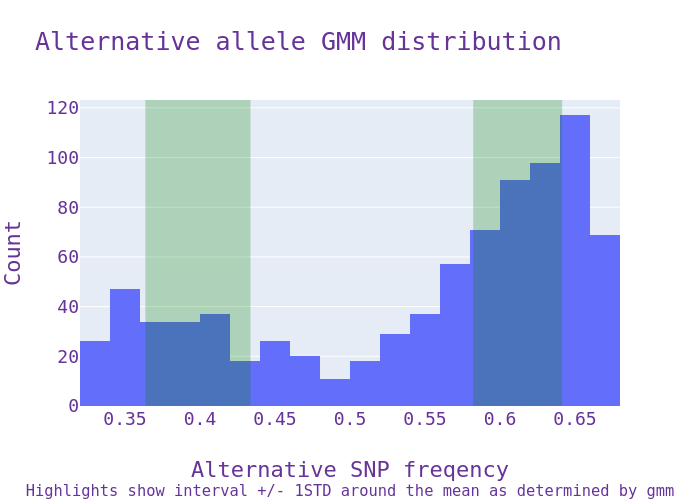 Alternative allele GMM distribution
120
100
80
60
40
20
0
Count
0.35 0.4 0.45 0.5 0.55 0.6 0.65
Alternative SNP freqency
Highlights show interval +/- 1STD around the mean as determined by gmm